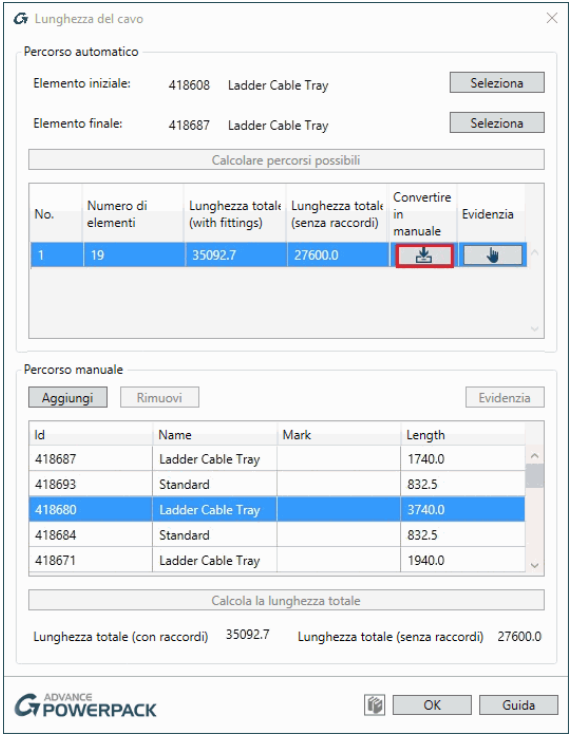 Lunghezza del cavo
Percorso automatico
Elemento iniziale: 418608 Ladder Cable Tray Seleziona
Elemento finale: 418687 Ladder Cable Tray Seleziona
Calcolare percorsi possibili
No. Numero di elementi Lunghezza totale (with fittings) Lunghezza totale (senza raccordi) Convertire in manuale Evidenzia
1 19 35092.7 27600.0
Percorso manuale
Aggiungi Rimuovi Evidenzia
Id Name Mark Length
418687 Ladder Cable Tray 1740.0
418693 Standard 832.5
418680 Ladder Cable Tray 3740.0
418684 Standard 832.5
418671 Ladder Cable Tray 1940.0
Calcola la lunghezza totale
Lunghezza totale (con raccordi) 35092.7 Lunghezza totale (senza raccordi) 27600.0
ADVANCE
POWERPACK
OK Guida